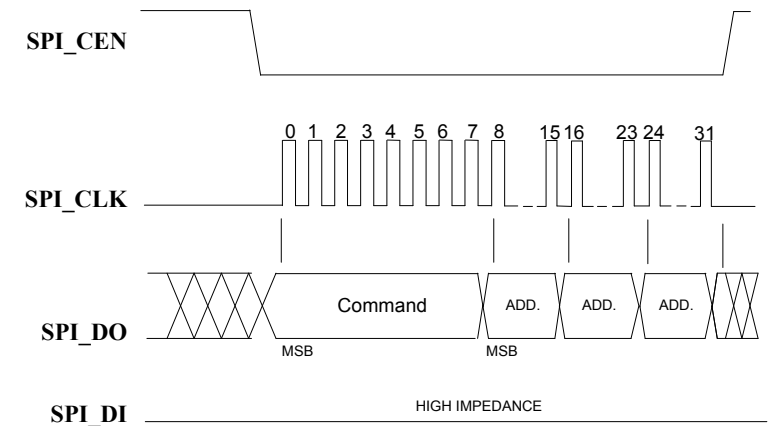 SPI_CEN
0 1 2 3 4 5 6 7 8 15 16 23 24 31
SPI_CLK
Command ADD. ADD. ADD.
SPI_DO
MSB MSB
HIGH IMPEDANCE
SPI_DI